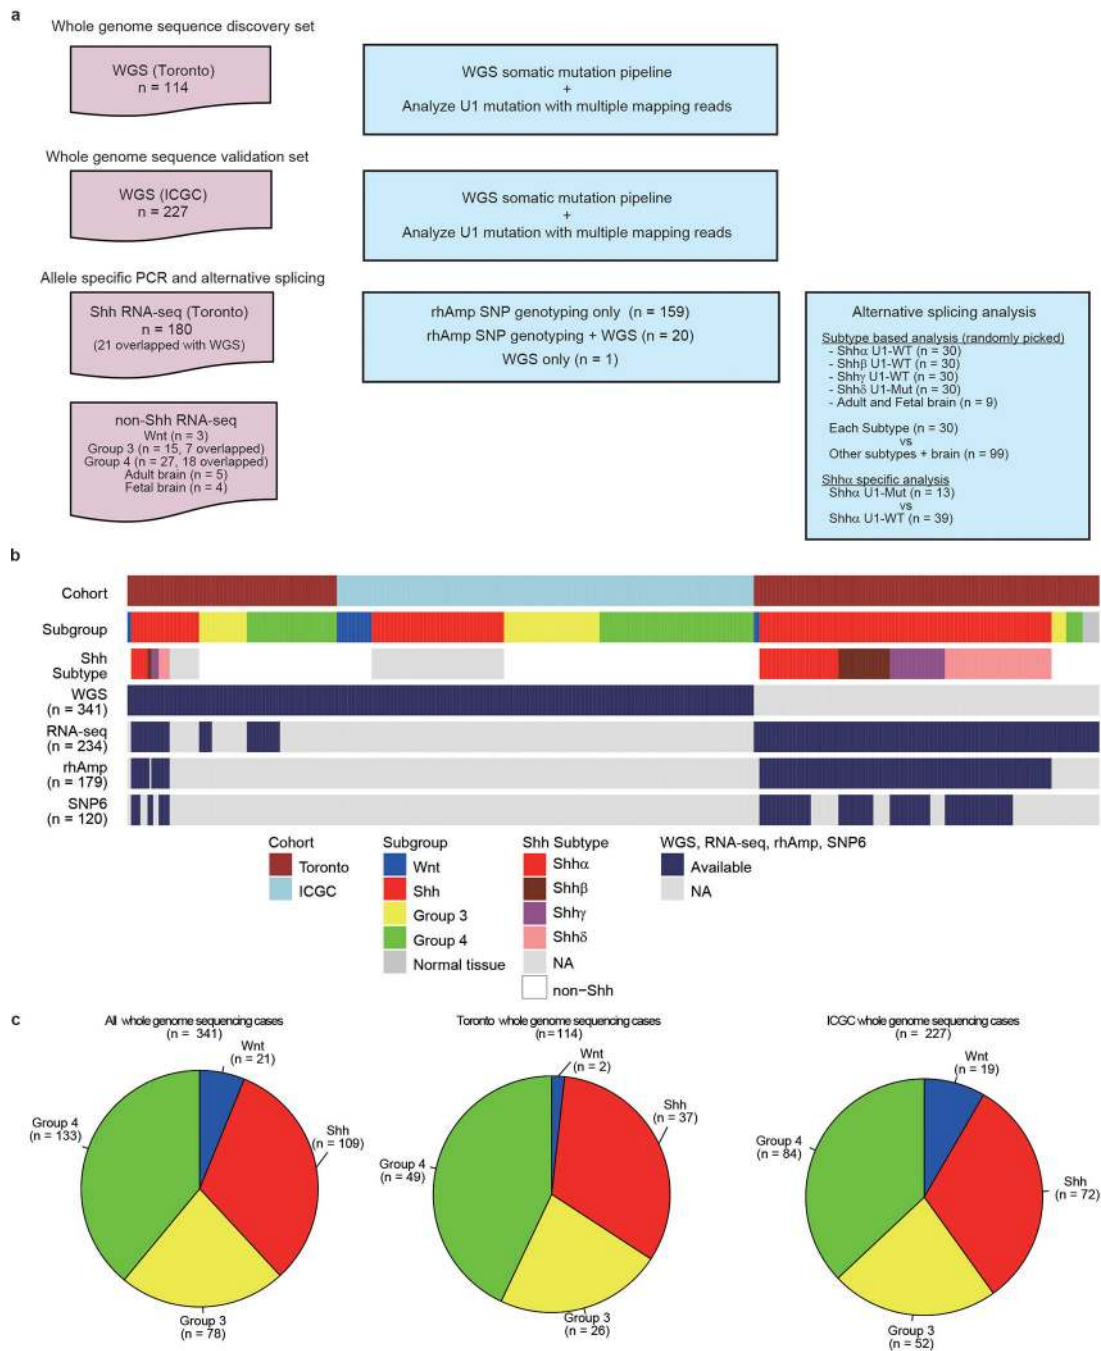 a
Whole genome sequence discovery set
WGS (Toronto)
n = 114
WGS somatic mutation pipeline
+
Analyze U1 mutation with multiple mapping reads
Whole genome sequence validation set
WGS (ICGC)
n = 227
WGS somatic mutation pipeline
+
Analyze U1 mutation with multiple mapping reads
Allele specific PCR and alternative splicing
Shh RNA-seq (Toronto)
n = 180
(21 overlapped with WGS)
rhAmp SNP genotyping only (n = 159)
rhAmp SNP genotyping + WGS (n = 20)
WGS only (n = 1)
non-Shh RNA-seq
Wnt (n = 3)
Group 3 (n = 15, 7 overlapped)
Group 4 (n = 27, 18 overlapped)
Adult brain (n = 5)
Fetal brain (n = 4)
Alternative splicing analysis
Subtype based analysis (randomly picked)
- Shhα U1-WT (n = 30)
- Shhβ U1-WT (n = 30)
- Shhγ U1-WT (n = 30)
- Shhδ U1-Mut (n = 30)
- Adult and Fetal brain (n = 9)
Each Subtype (n = 30)
vs
Other subtypes + brain (n = 99)
Shhα specific analysis
Shhα U1-Mut (n = 13)
vs
Shhα U1-WT (n = 39)
b
Cohort
Subgroup
Shh
Subtype
WGS
(n = 341)
RNA-seq
(n = 234)
rhAmp
(n = 179)
SNP6
(n = 120)
Cohort
Toronto
ICGC
Subgroup
Wnt
Shh
Group 3
Group 4
Normal tissue
Shh Subtype
Shhα
Shhβ
Shhγ
Shhδ
NA
non−Shh
WGS, RNA-seq, rhAmp, SNP6
Available
NA
c
All whole genome sequencing cases
(n = 341)
Wnt
(n = 21)
Shh
(n = 109)
Group 3
(n = 78)
Group 4
(n = 133)
Toronto whole genome sequencing cases
(n =114)
Wnt
(n = 2)
Shh
(n = 37)
Group 3
(n = 26)
Group 4
(n = 49)
ICGC whole genome sequencing cases
(n = 227)
Wnt
(n = 19)
Shh
(n = 72)
Group 3
(n = 52)
Group 4
(n = 84)